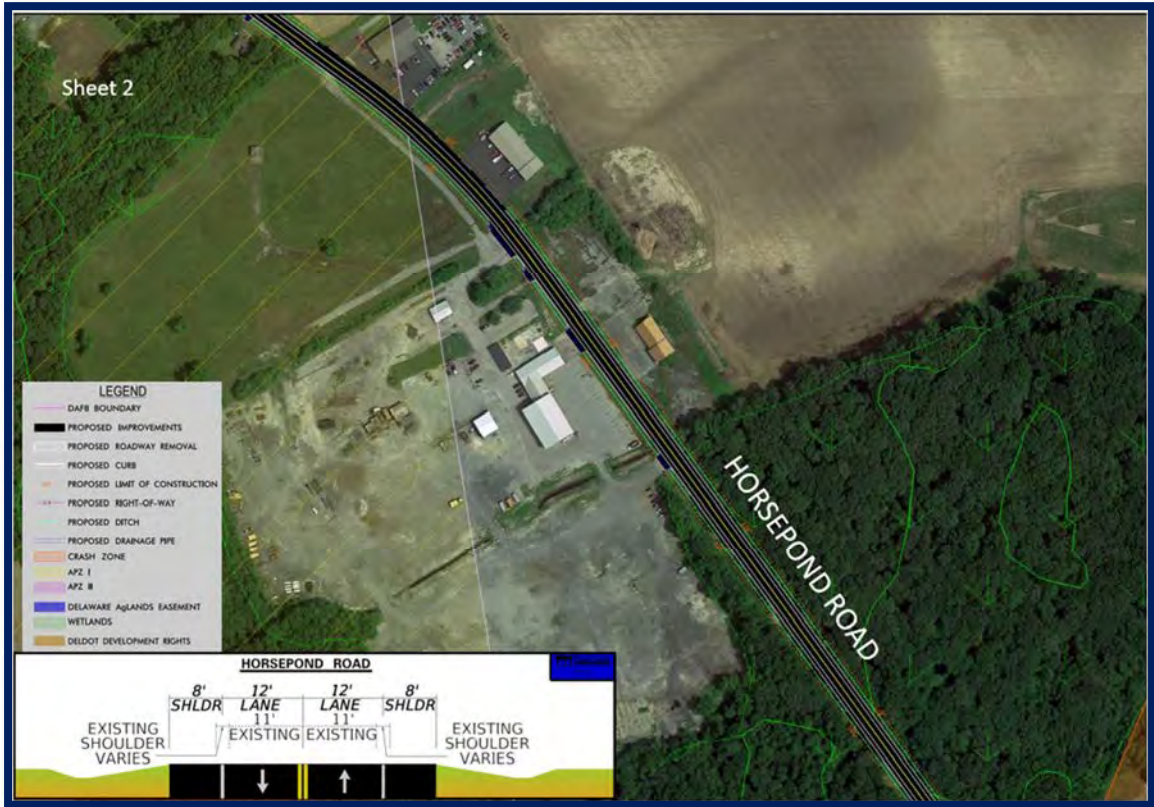 Sheet 2
HORSEPOND ROAD
LEGEND
DAFB BOUNDARY
PROPOSED IMPROVEMENTS
PROPOSED ROADWAY REMOVAL
PROPOSED CURB
PROPOSED LIMIT OF CONSTRUCTION
PROPOSED RIGHT-OF-WAY
PROPOSED DITCH
PROPOSED DRAINAGE PIPE
CRASH ZONE
APZ I
APZ II
DELAWARE AgLANDS EASEMENT
WETLANDS
DELDOT DEVELOPMENT RIGHTS
HORSEPOND ROAD
8' 12' 12' 8'
SHLDR LANE LANE SHLDR
11' 11'
EXISTING EXISTING
EXISTING
SHOULDER
VARIES
EXISTING
SHOULDER
VARIES